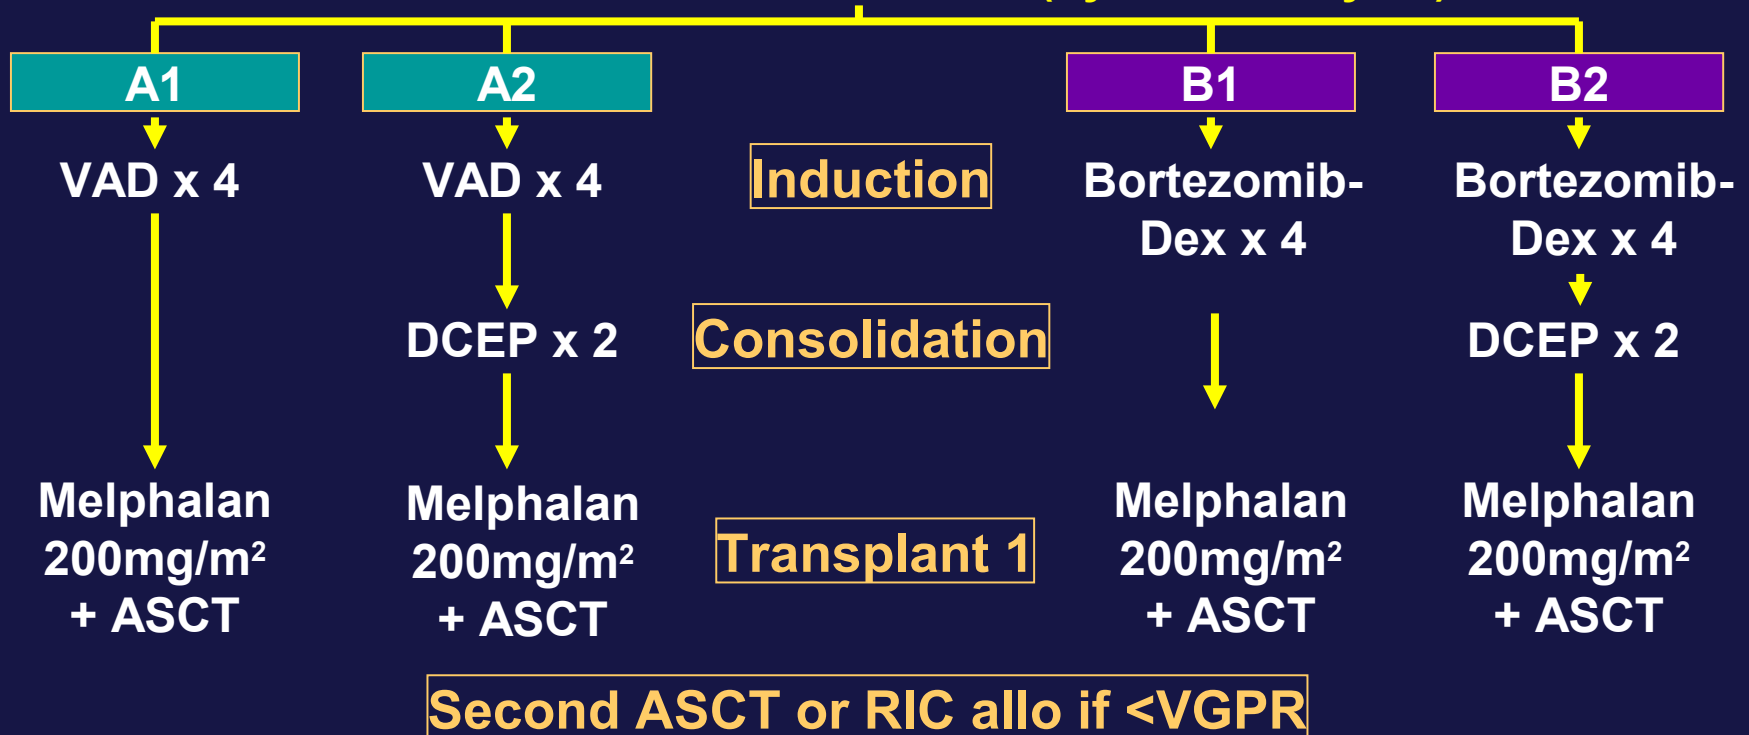 A1
A2
B1
B2
VAD x 4
VAD x 4
Induction
Bortezomib-
Dex x 4
Bortezomib-
Dex x 4
DCEP x 2
Consolidation
DCEP x 2
Melphalan
200mg/m²
+ ASCT
Melphalan
200mg/m²
+ ASCT
Transplant 1
Melphalan
200mg/m²
+ ASCT
Melphalan
200mg/m²
+ ASCT
Second ASCT or RIC allo if <VGPR